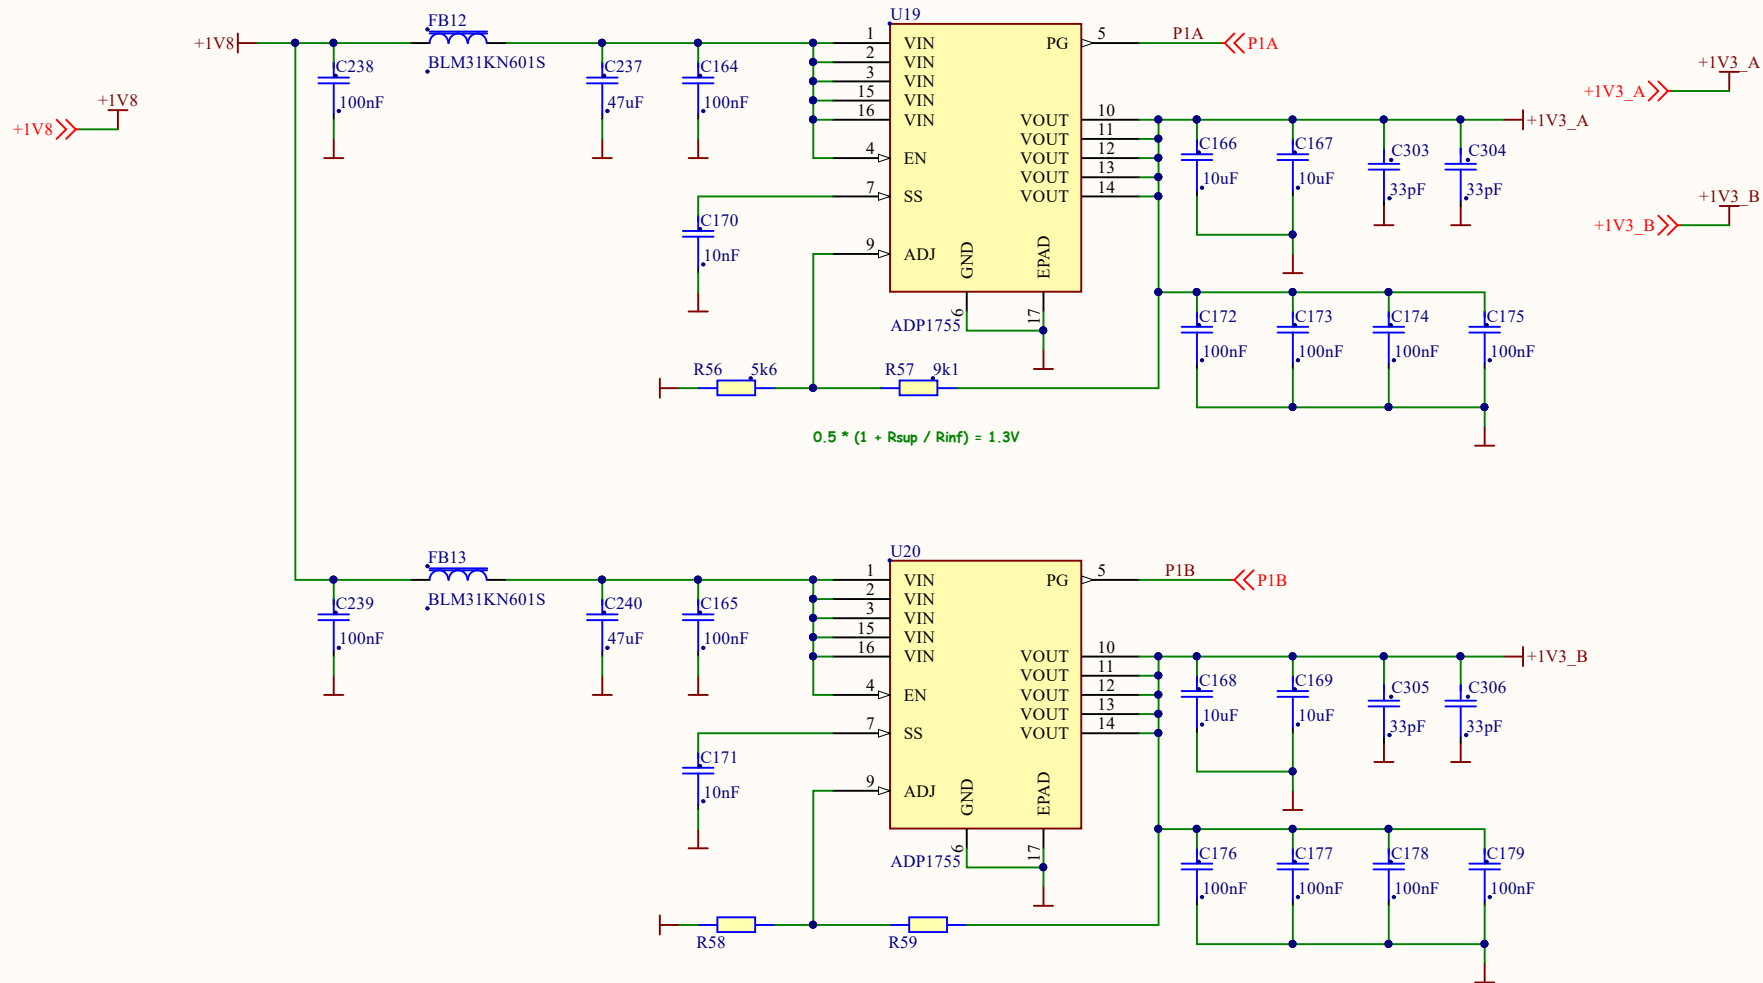 FB12
U19
+1V8
C238
100nF
BLM31KN601S
C237
47uF
C164
100nF
1 VIN
2 VIN
3 VIN
15 VIN
16 VIN
4 EN
7 SS
9 ADJ
PG 5
P1A
P1A
VOUT 10
VOUT 11
VOUT 12
VOUT 13
VOUT 14
GND
EPAD
6
17
ADP1755
C170
10nF
R56 5k6
R57 9k1
0.5 * (1 + Rsup / Rinf) = 1.3V
+1V3_A
C166
10uF
C167
10uF
C303
33pF
C304
33pF
C172
100nF
C173
100nF
C174
100nF
C175
100nF
+1V8
+1V8
+1V3_A
+1V3_A
+1V3_B
+1V3_B
FB13
U20
C239
100nF
BLM31KN601S
C240
47uF
C165
100nF
1 VIN
2 VIN
3 VIN
15 VIN
16 VIN
4 EN
7 SS
9 ADJ
PG 5
P1B
P1B
VOUT 10
VOUT 11
VOUT 12
VOUT 13
VOUT 14
GND
EPAD
6
17
ADP1755
C171
10nF
R58
R59
+1V3_B
C168
10uF
C169
10uF
C305
33pF
C306
33pF
C176
100nF
C177
100nF
C178
100nF
C179
100nF